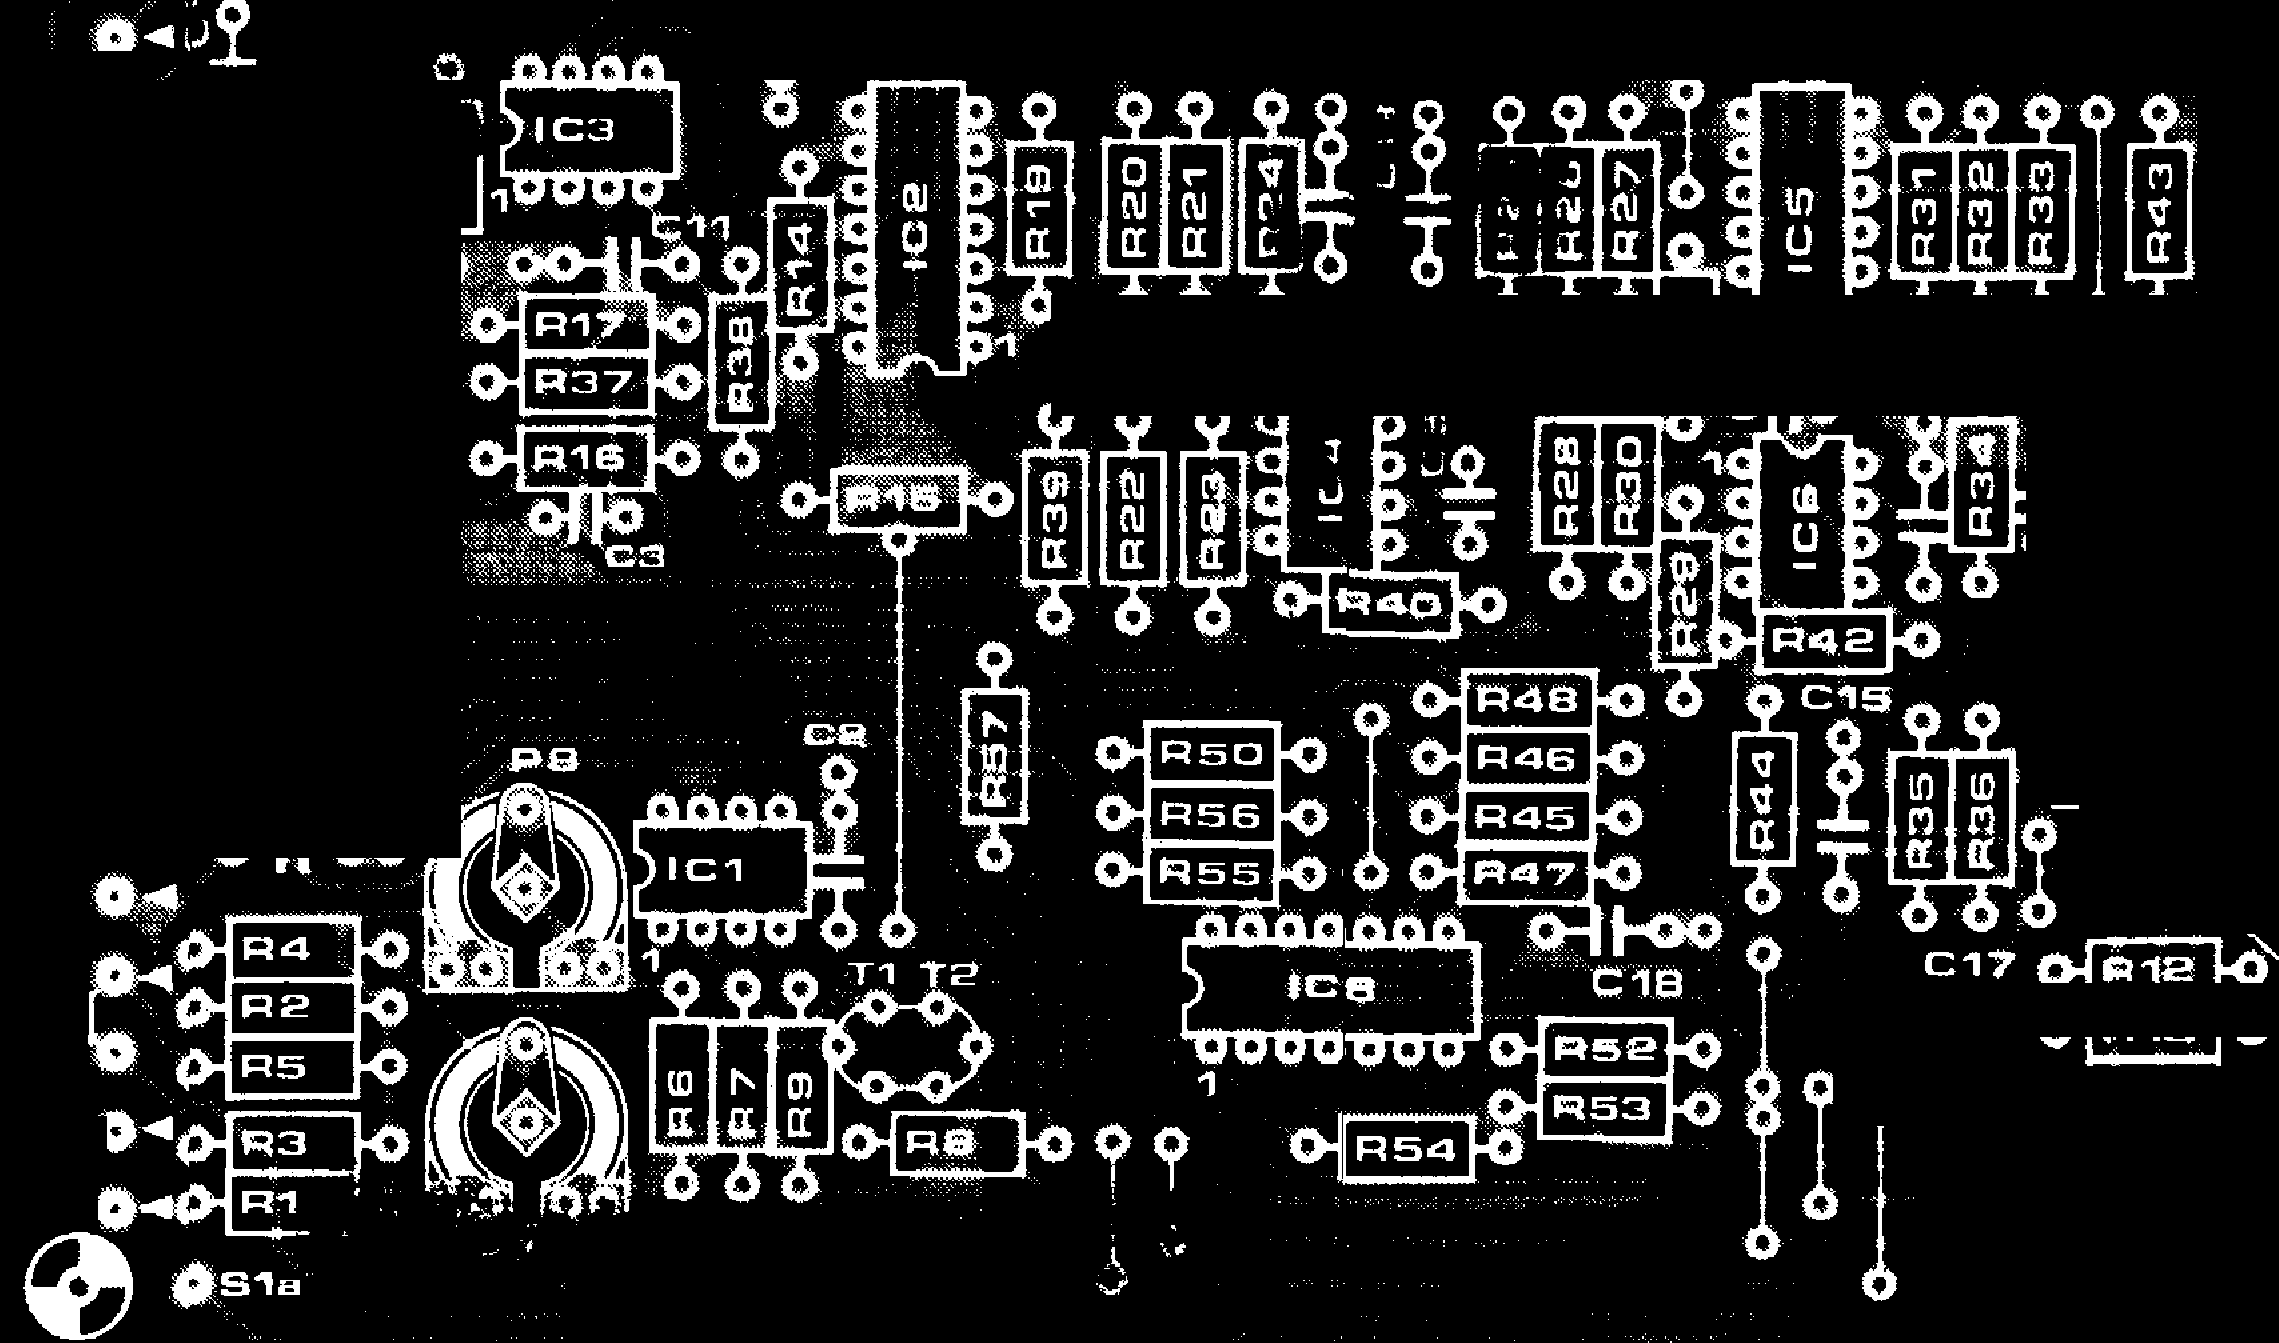 IC3
1
C11
R14
IC2
1
R19
R20
R21
R24
R27
IC5
R31
R32
R33
R43
R17
R37
R38
R16
C3
R15
R39
R22
R23
R40
R28
R30
R29
1
IC6
R34
R42
C15
R57
R48
R46
R45
R47
R50
R56
R55
R44
R35
R36
P8
C2
IC1
1
R4
R2
R5
R3
R1
R6
R7
R9
T1 T2
R8
IC8
1
C18
C17
R12
R52
R53
R54
S1a